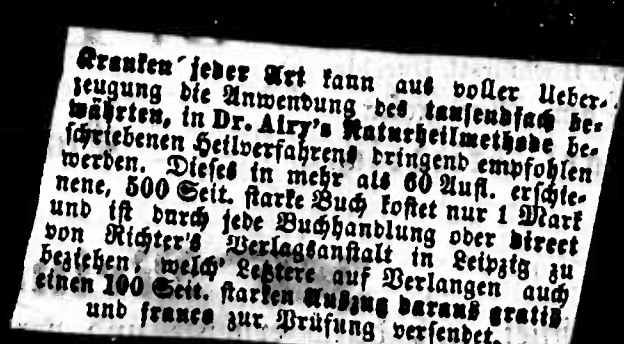 Kranken jeder Art kann aus voller Ueber-
zeugung die Anwendung des tausendfach be-
währten, in Dr. Airy's Naturheilmethode be-
schriebenen Heilverfahrens dringend empfohlen
werden. Dieses in mehr als 60 Aufl. erschie-
nene, 500 Seit. starke Buch kostet nur 1 Mark
und ist durch jede Buchhandlung oder direct
von Richter's Verlagsanstalt in Leipzig zu
beziehen, welch' Letztere auf Verlangen auch
einen 100 Seit. starken Auszug daraus gratis
und franco zur Prüfung versendet.